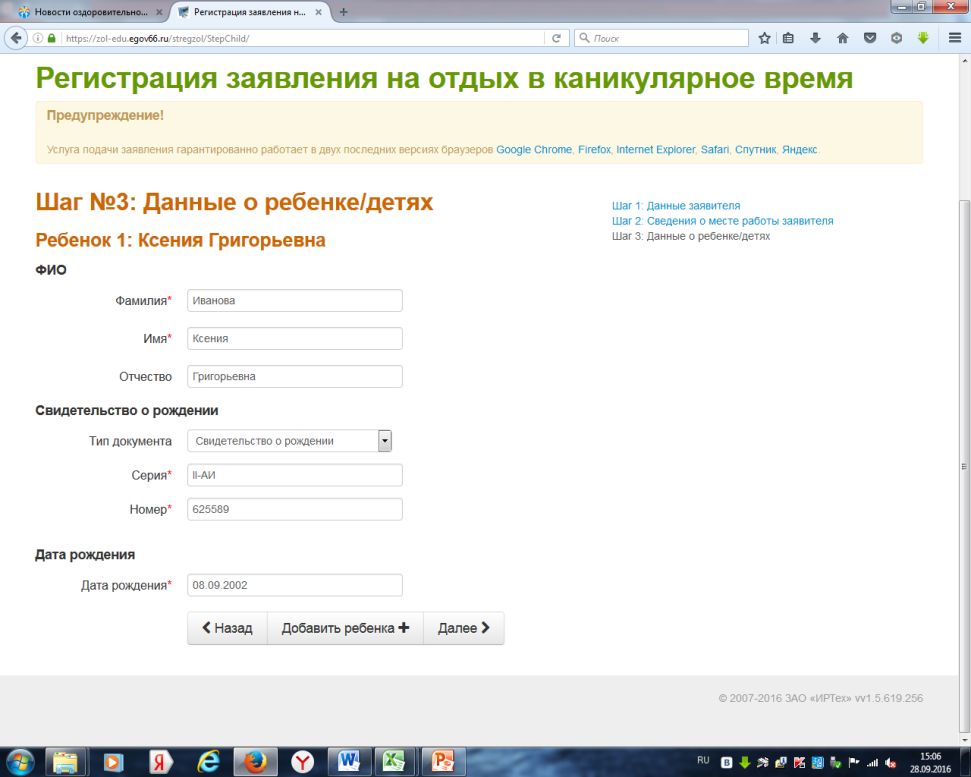 Новости оздоровительно...
Регистрация заявления н...
https://zol-edu.egov66.ru/stregzol/StepChild/
Поиск
Регистрация заявления на отдых в каникулярное время
Предупреждение!
Услуга подачи заявления гарантированно работает в двух последних версиях браузеров Google Chrome, Firefox, Internet Explorer, Safari, Спутник, Яндекс.
Шаг №3: Данные о ребенке/детях
Шаг 1: Данные заявителя
Шаг 2: Сведения о месте работы заявителя
Шаг 3: Данные о ребенке/детях
Ребенок 1: Ксения Григорьевна
ФИО
Фамилия* Иванова
Имя* Ксения
Отчество Григорьевна
Свидетельство о рождении
Тип документа Свидетельство о рождении
Серия* II-АИ
Номер* 625589
Дата рождения
Дата рождения* 08.09.2002
Назад Добавить ребенка Далее
© 2007-2016 ЗАО «ИРТех» vv1.5.619.256
RU
15:06
28.09.2016